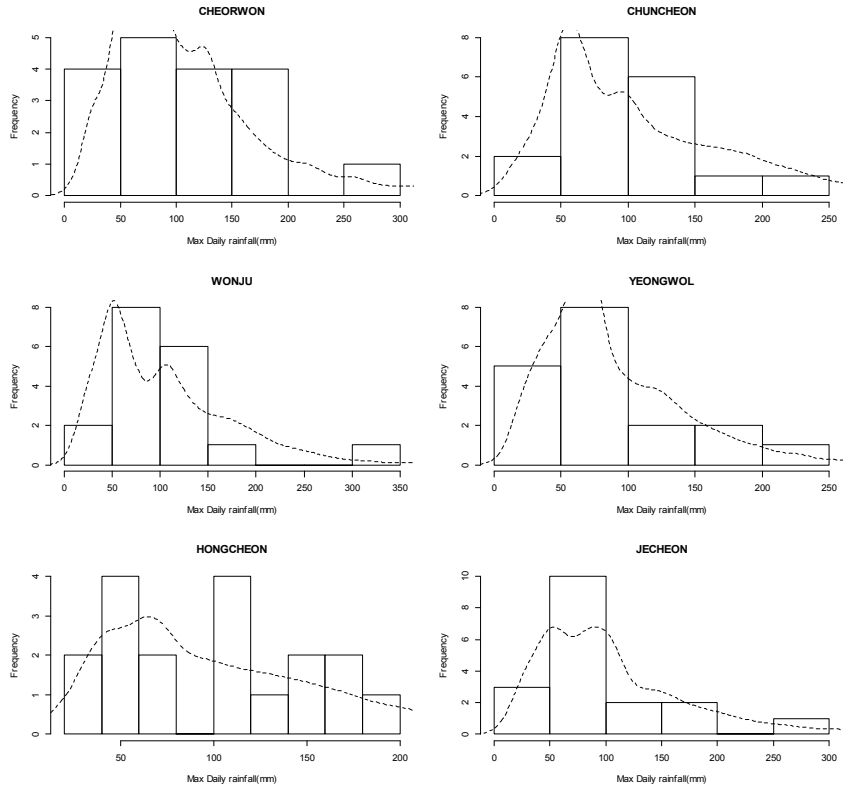 CHEORWON
Frequency
0 1 2 3 4 5
0 50 100 150 200 250 300
Max Daily rainfall(mm)
CHUNCHEON
Frequency
0 2 4 6 8
0 50 100 150 200 250
Max Daily rainfall(mm)
WONJU
Frequency
0 2 4 6 8
0 50 100 150 200 250 300 350
Max Daily rainfall(mm)
YEONGWOL
Frequency
0 2 4 6 8
0 50 100 150 200 250
Max Daily rainfall(mm)
HONGCHEON
Frequency
0 1 2 3 4
50 100 150 200
Max Daily rainfall(mm)
JECHEON
Frequency
0 2 4 6 8 10
0 50 100 150 200 250 300
Max Daily rainfall(mm)